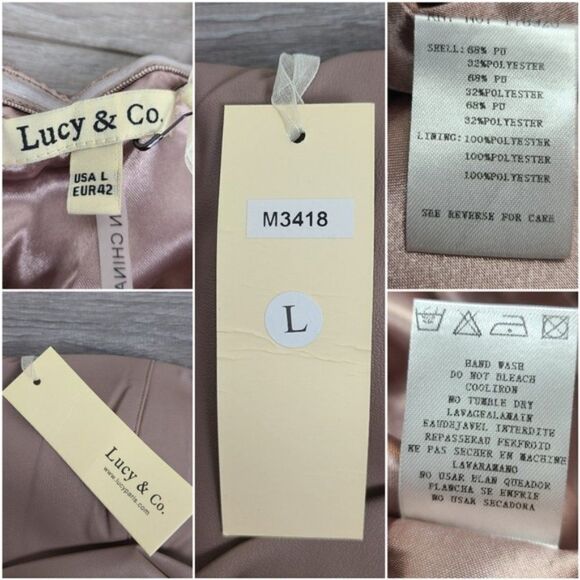 Lucy & Co.
USA L
EUR42
CHINA
M3418
L
SHELL: 68% PU
32%POLYESTER
68% PU
32%POLYESTER
68% PU
32%POLYESTER
LINING: 100%POLYESTER
100%POLYESTER
100%POLYESTER
SEE REVERSE FOR CARE
Lucy & Co.
www.lucyparis.com
HAND WASH
DO NOT BLEACH
COOLIRON
NO TUMBLE DRY
LAVAGEALAMAIN
EAUDEJAVEL INTERDITE
REPASSERAU FERFROID
NE PAS SECHER EN MACHINE
LAVARAMANO
NO USAR BLAN QUEADOR
PLANCHA SE ENFRIE
NO USAR SECADORA